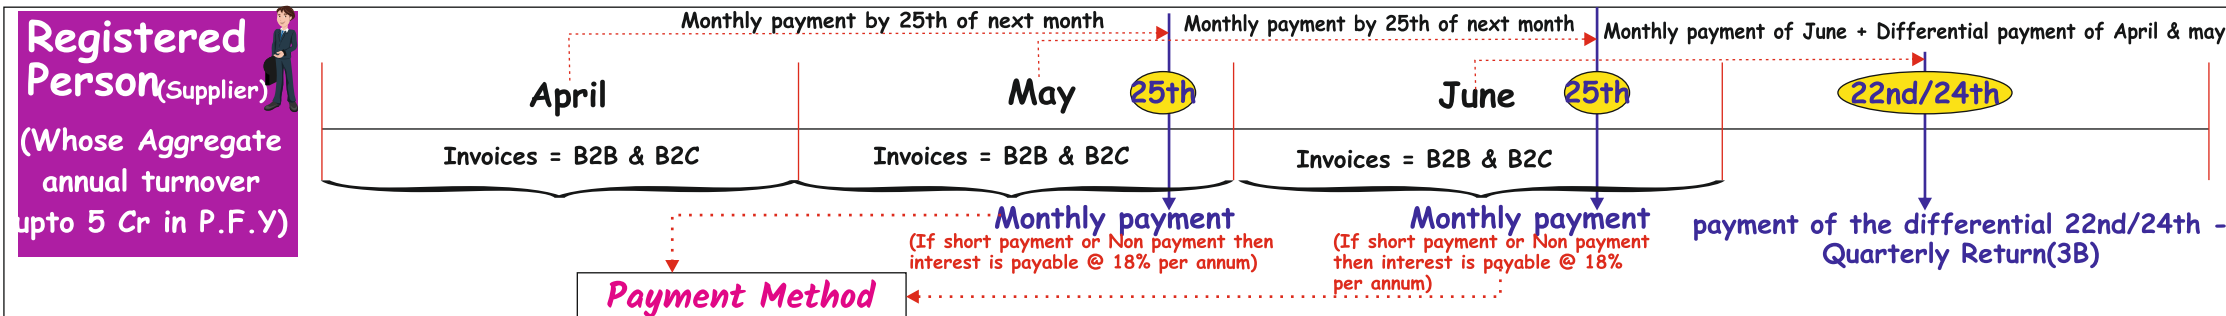 Registered
Person(Supplier)
(Whose Aggregate
annual turnover
upto 5 Cr in P.F.Y)
Monthly payment by 25th of next month
Monthly payment by 25th of next month
Monthly payment of June + Differential payment of April & may
April
May
25th
June
25th
22nd/24th
Invoices = B2B & B2C
Invoices = B2B & B2C
Invoices = B2B & B2C
Monthly payment
(If short payment or Non payment then
interest is payable @ 18% per annum)
Monthly payment
(If short payment or Non payment
then interest is payable @ 18%
per annum)
payment of the differential 22nd/24th -
Quarterly Return(3B)
Payment Method